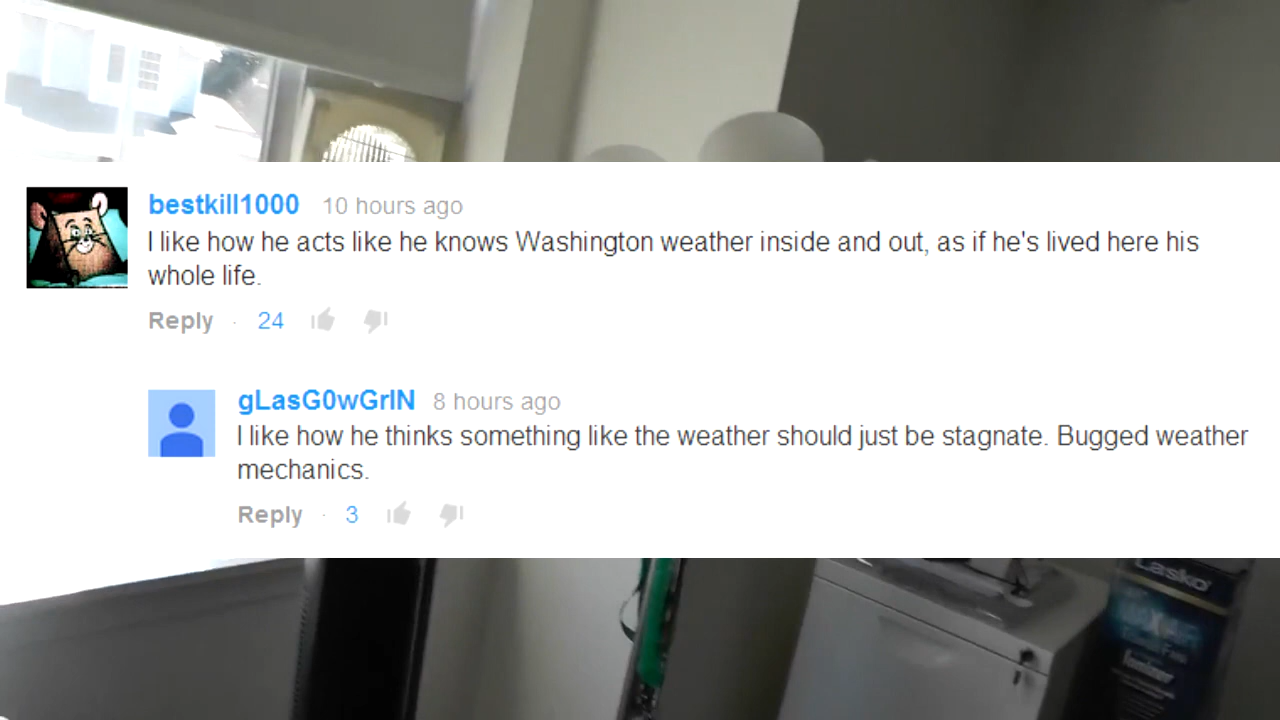 bestkill1000 10 hours ago
I like how he acts like he knows Washington weather inside and out, as if he's lived here his
whole life.
Reply · 24
gLasG0wGrIN 8 hours ago
I like how he thinks something like the weather should just be stagnate. Bugged weather
mechanics.
Reply · 3
Lasko